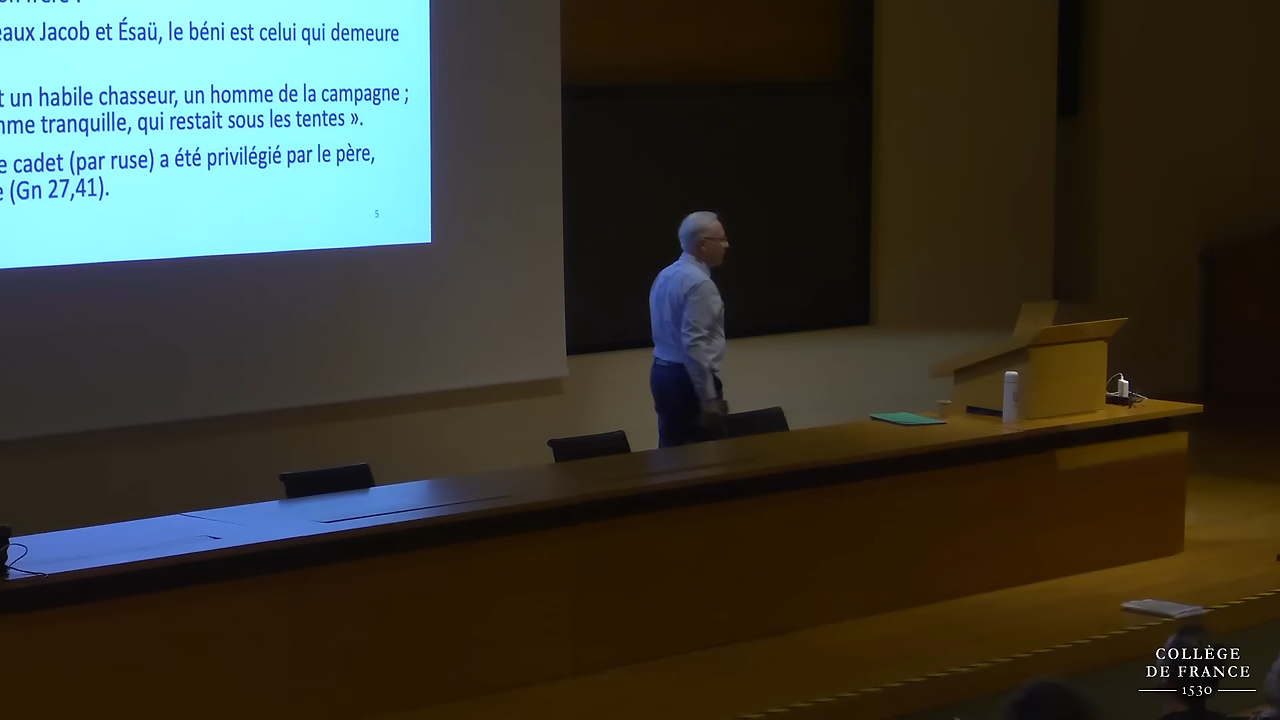 Jacob et Ésaü, le béni est celui qui demeure
un habile chasseur, un homme de la campagne ;
tranquille, qui restait sous les tentes ».
cadet (par ruse) a été privilégié par le père,
(Gn 27,41).
5
COLLÈGE
DE FRANCE
1530